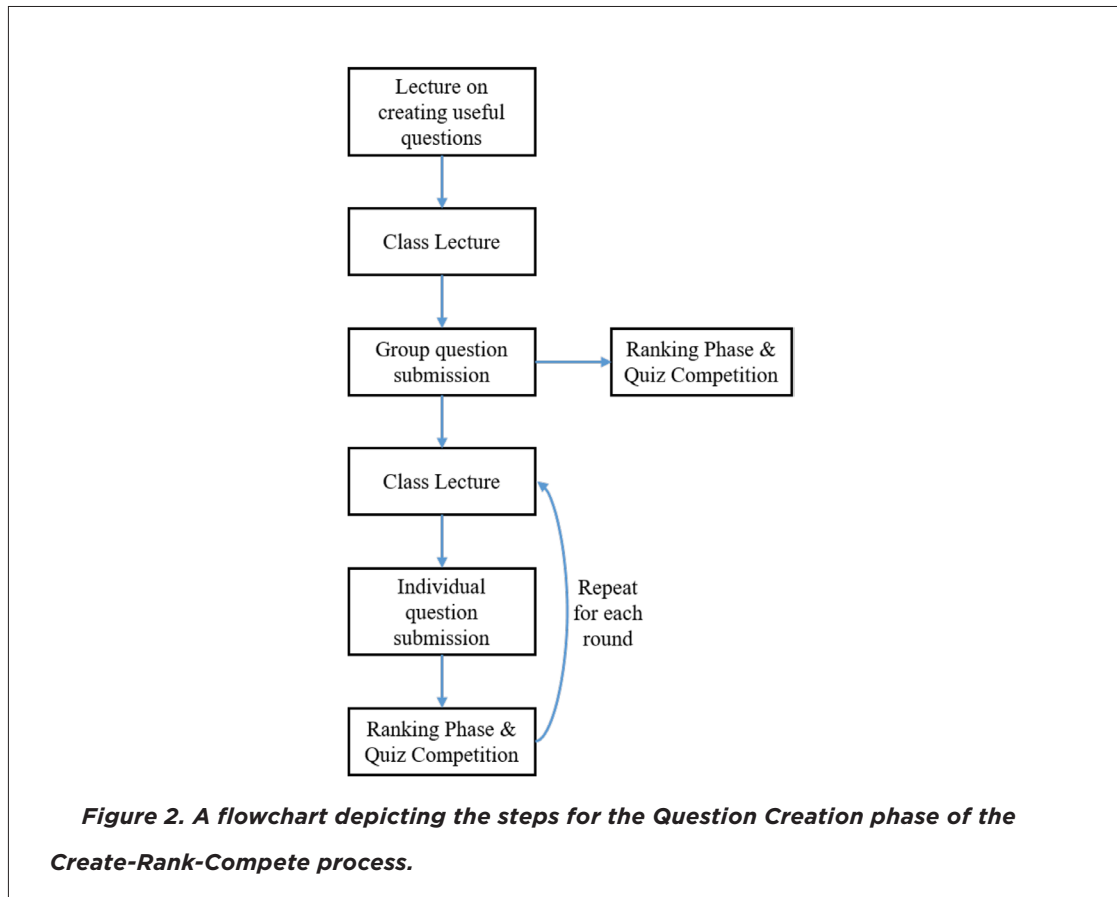 Lecture on
creating useful
questions
Class Lecture
Group question
submission
Ranking Phase &
Quiz Competition
Class Lecture
Individual
question
submission
Repeat
for each
round
Ranking Phase &
Quiz Competition
Figure 2. A flowchart depicting the steps for the Question Creation phase of the
Create-Rank-Compete process.